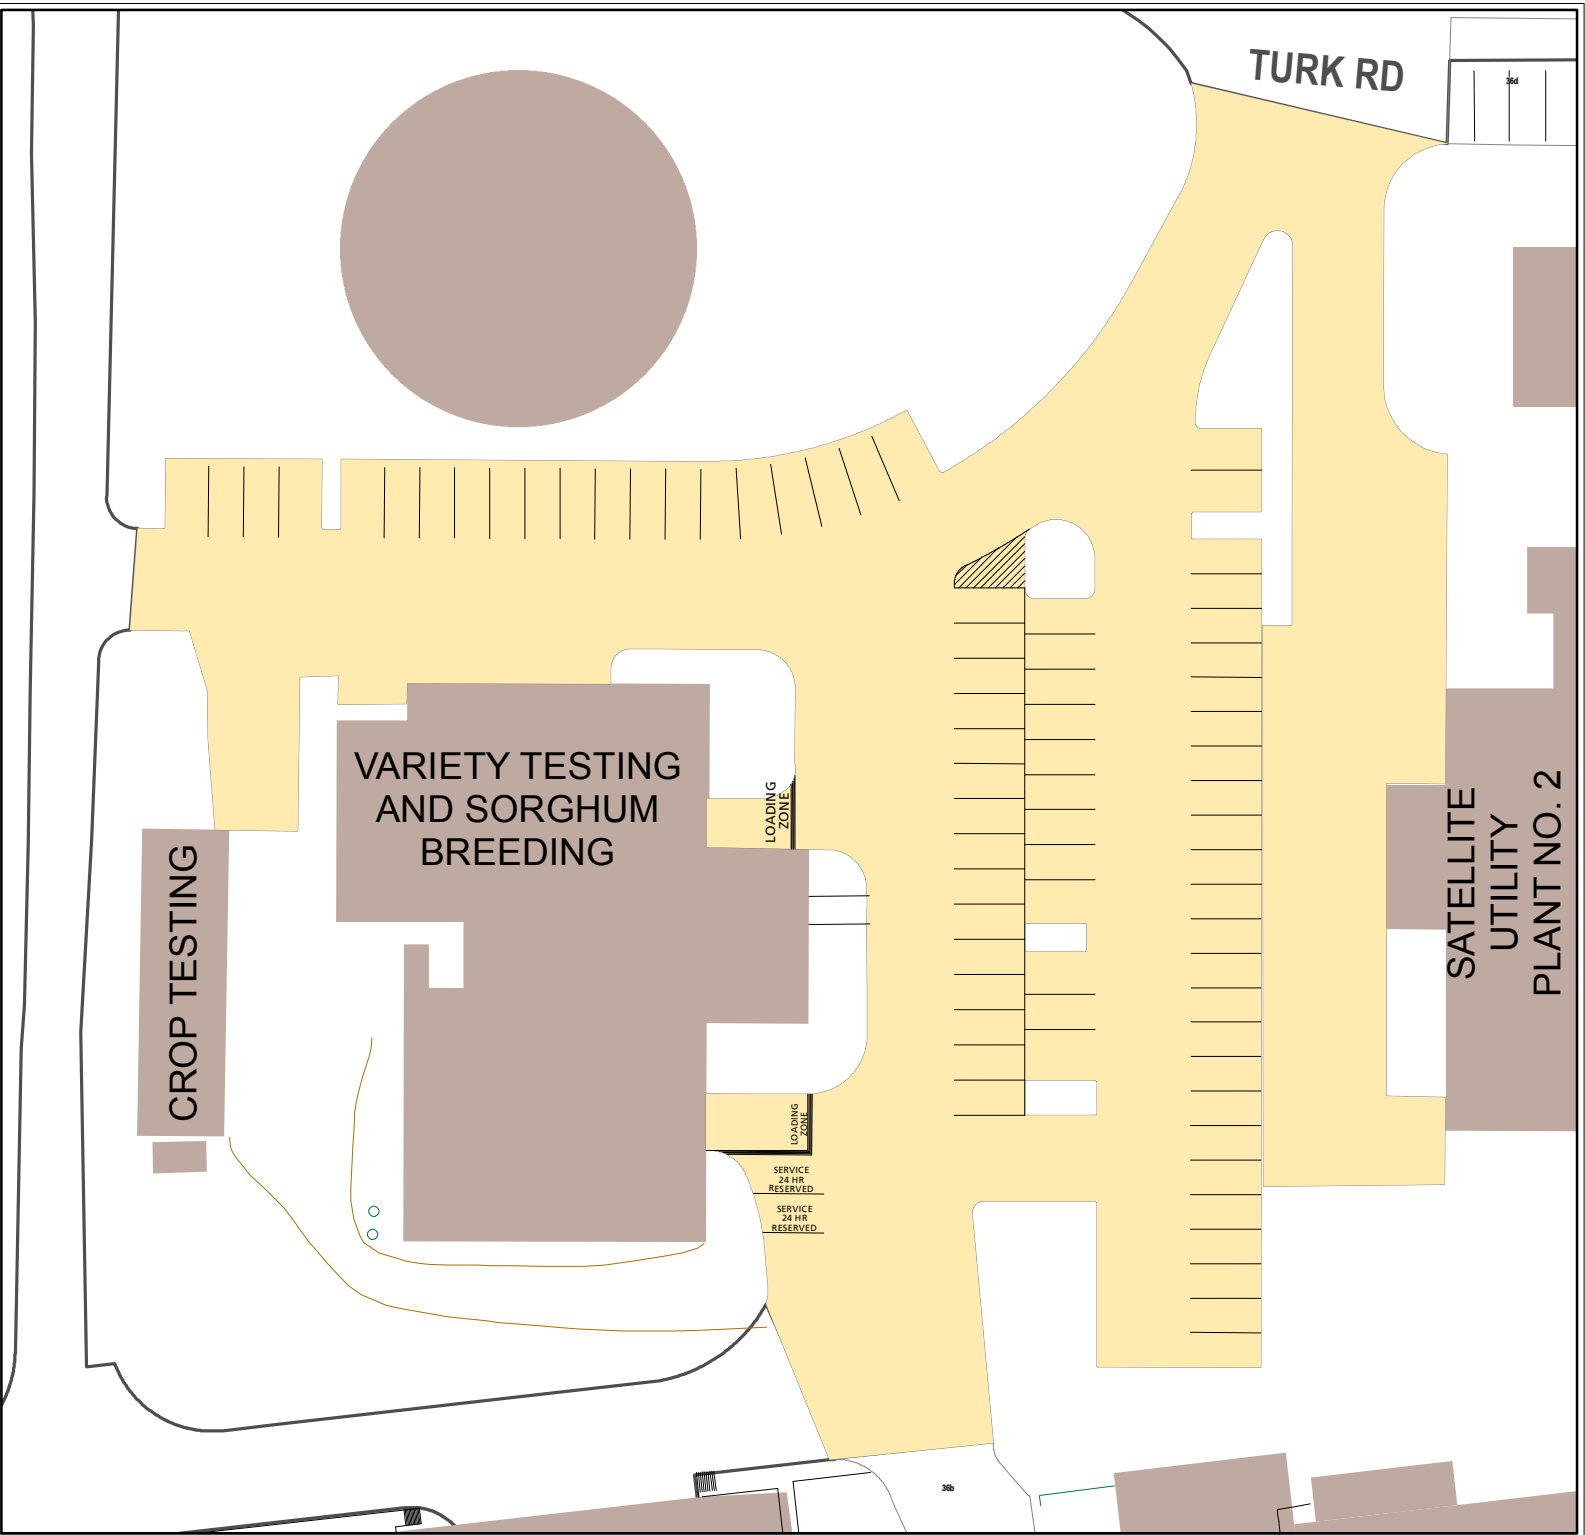 TURK RD
36d
VARIETY TESTING
AND SORGHUM
BREEDING
LOADING
ZONE
CROP TESTING
SATELLITE
UTILITY
PLANT NO. 2
LOADING
ZONE
SERVICE
24 HR
RESERVED
SERVICE
24 HR
RESERVED
36b